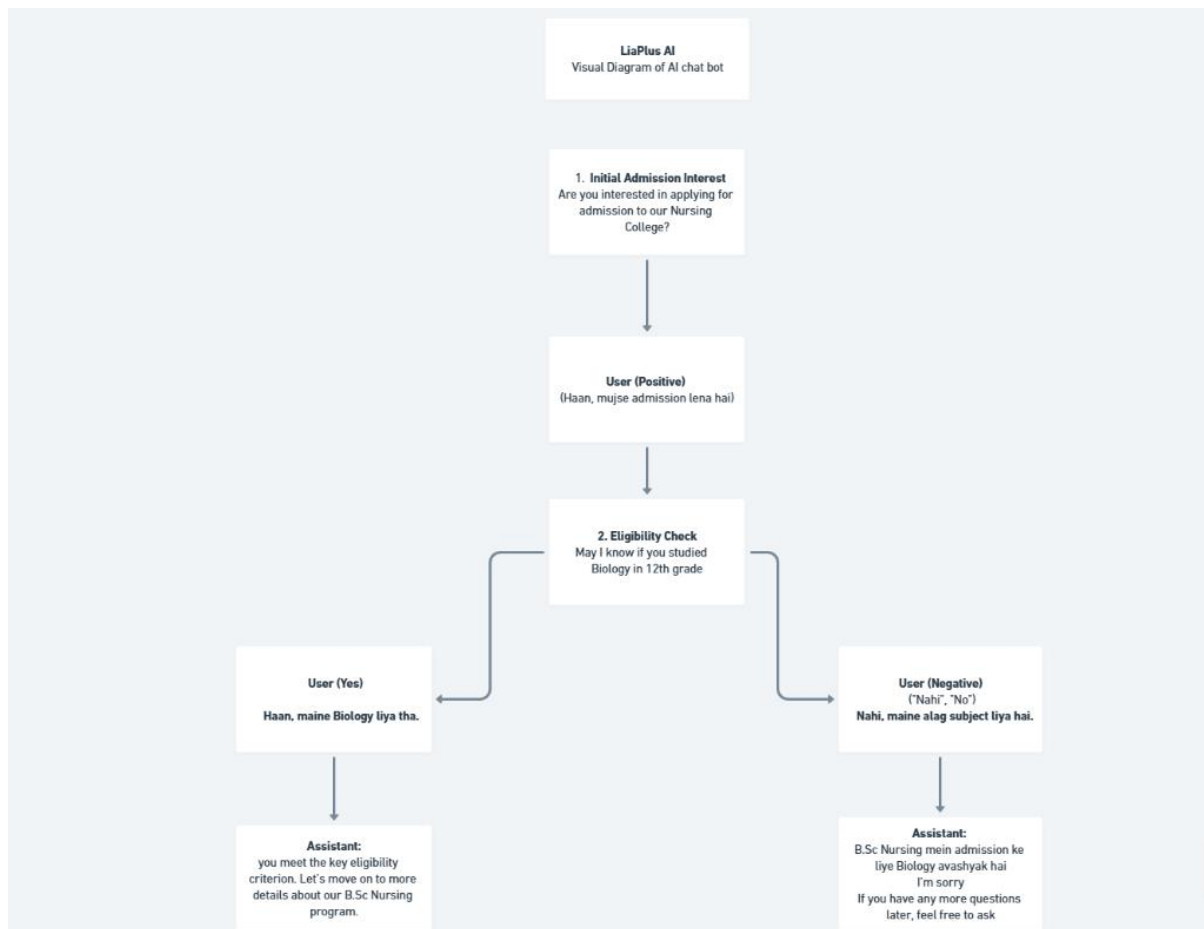 LiaPlus AI
Visual Diagram of AI chat bot
1. Initial Admission Interest
Are you interested in applying for
admission to our Nursing
College?
User (Positive)
(Haan, mujse admission lena hai)
2. Eligibility Check
May I know if you studied
Biology in 12th grade
User (Yes)
Haan, maine Biology liya tha.
User (Negative)
("Nahi", "No")
Nahi, maine alag subject liya hai.
Assistant:
you meet the key eligibility
criterion. Let's move on to more
details about our B.Sc Nursing
program.
Assistant:
B.Sc Nursing mein admission ke
liye Biology avashyak hai
I'm sorry
If you have any more questions
later, feel free to ask